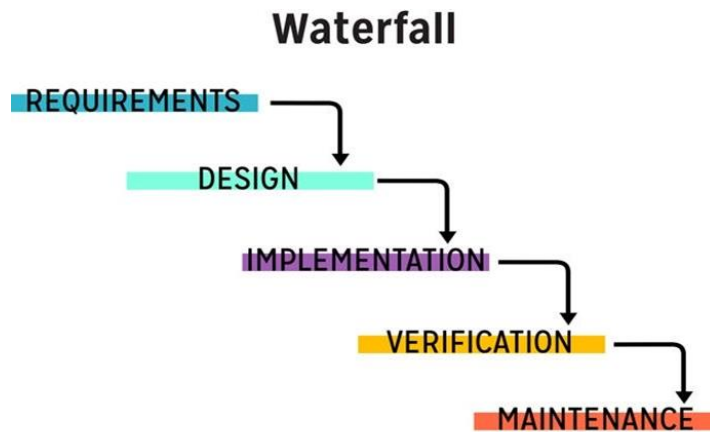 Waterfall
REQUIREMENTS
DESIGN
IMPLEMENTATION
VERIFICATION
MAINTENANCE